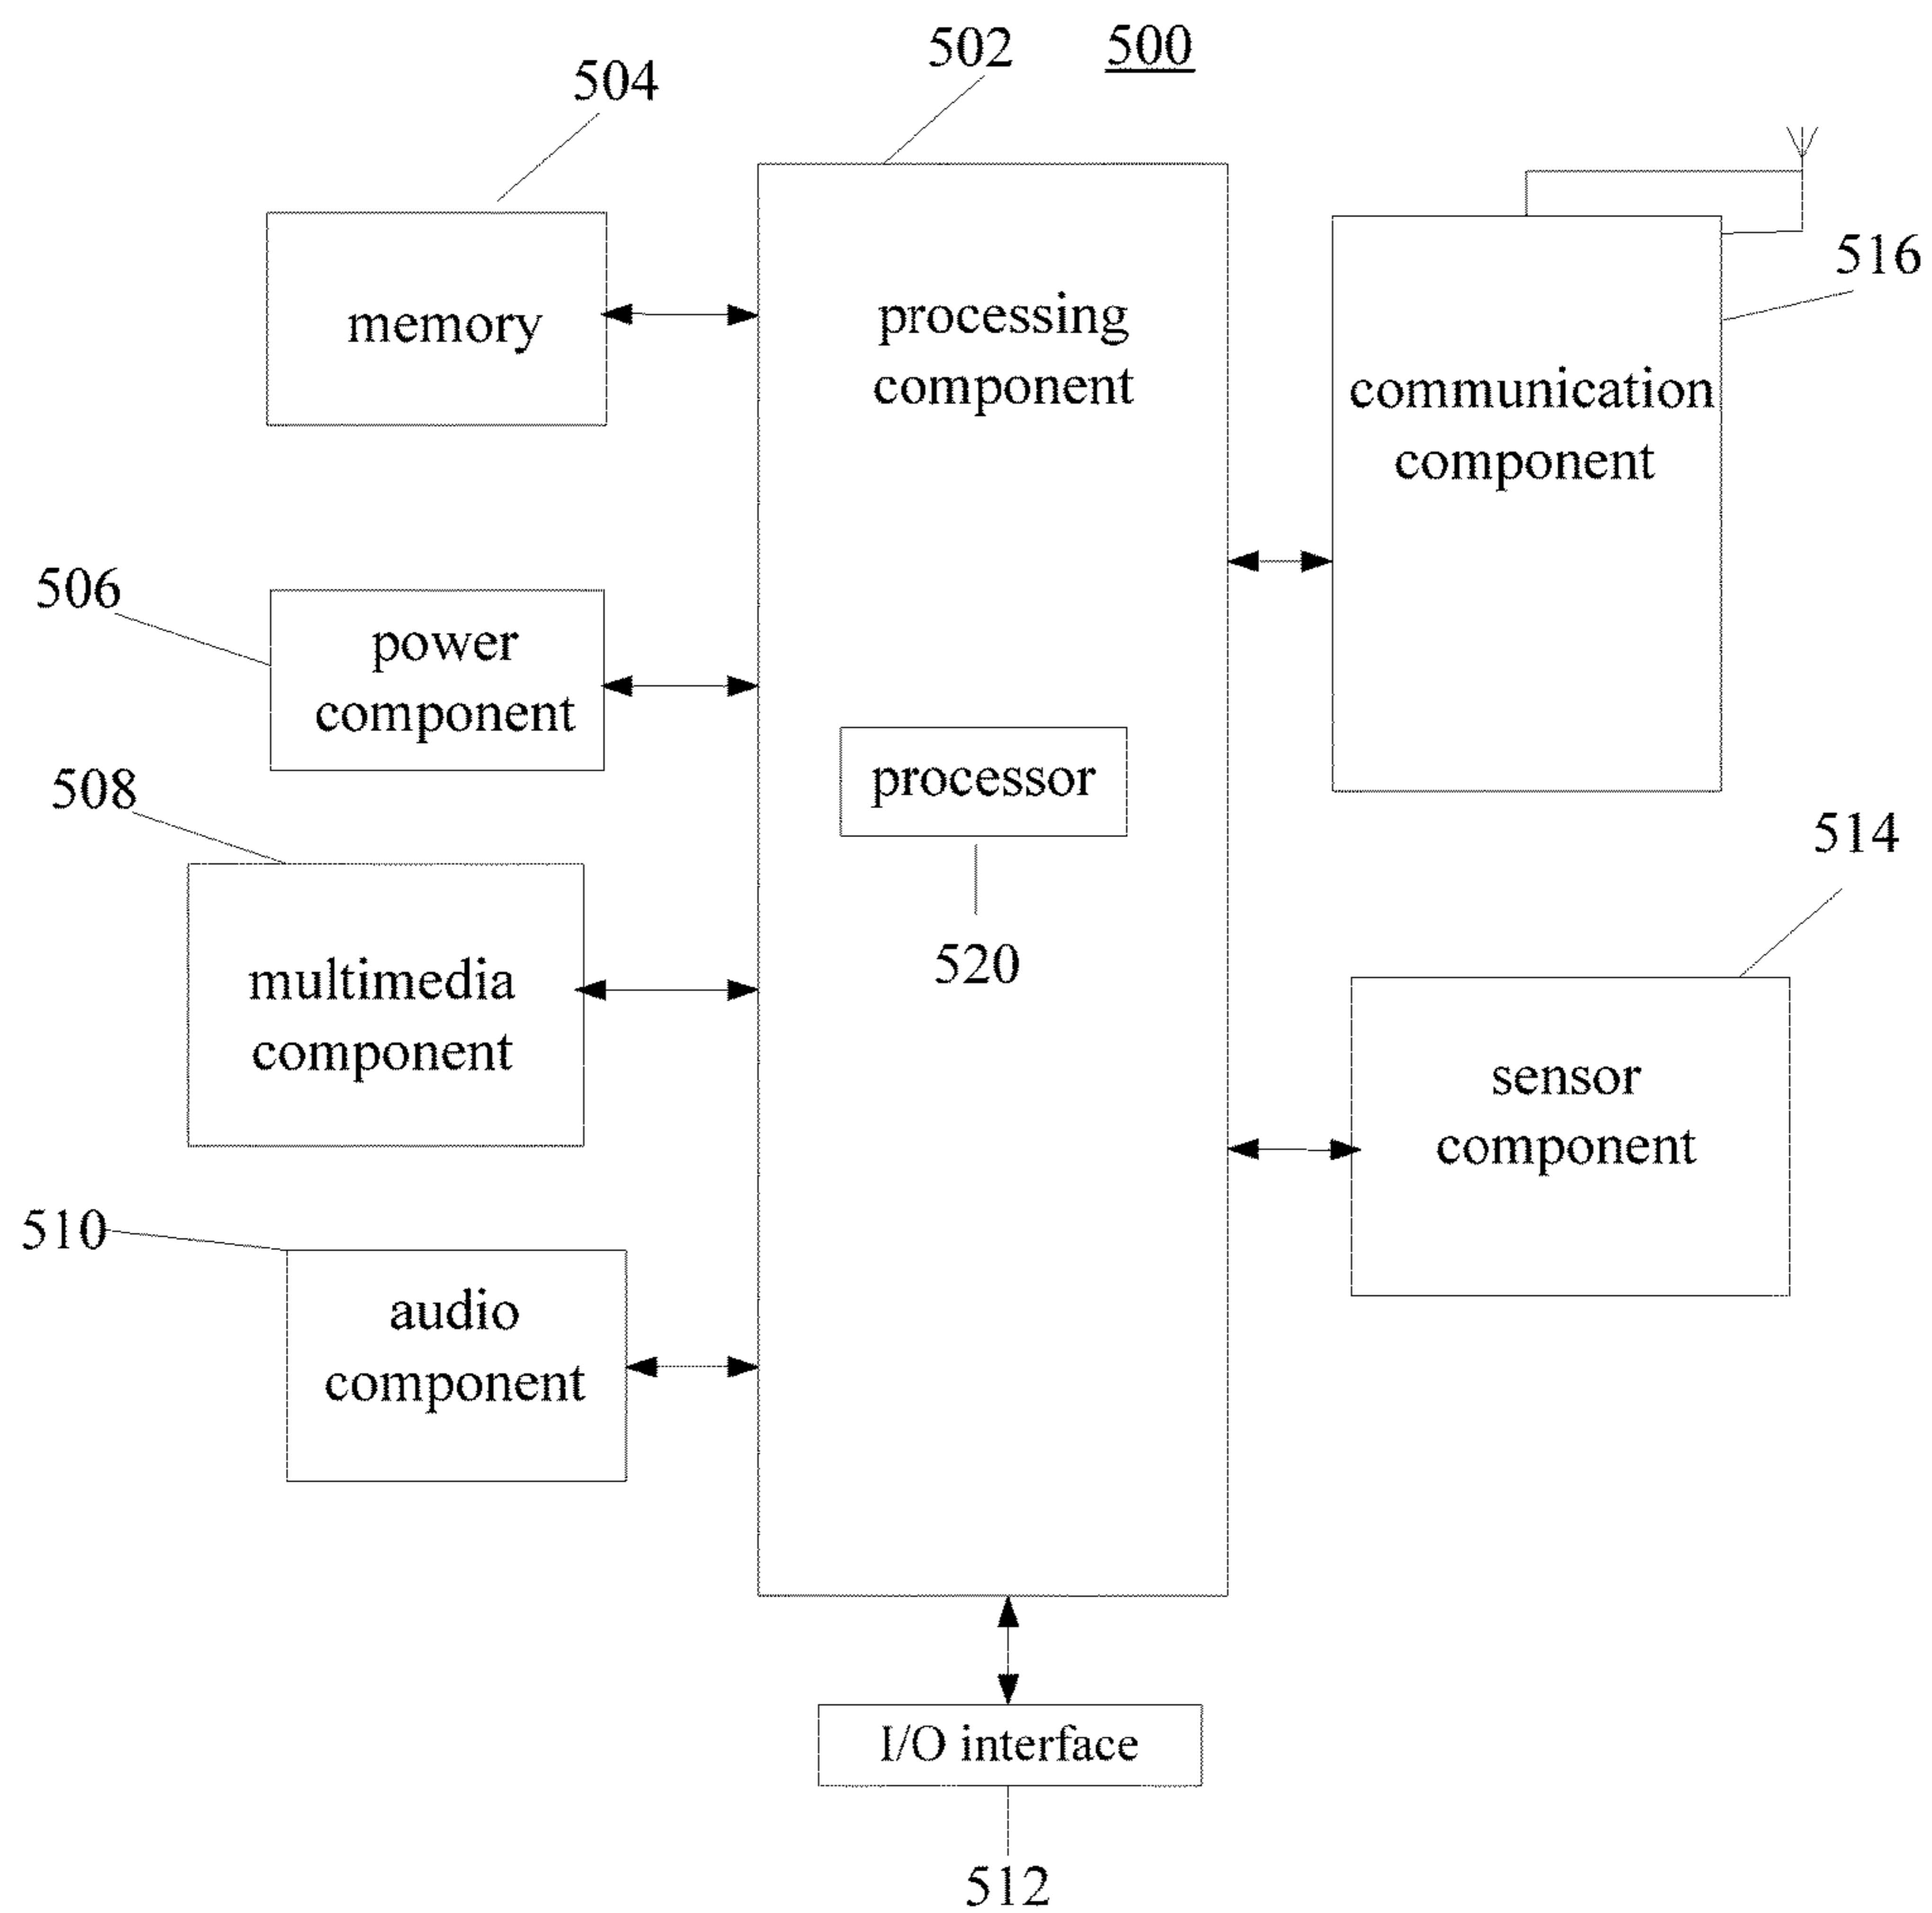 502
500
504
516
memory
processing
component
communication
component
506
power
component
processor
508
514
520
multimedia
component
sensor
component
510
audio
component
I/O interface
512